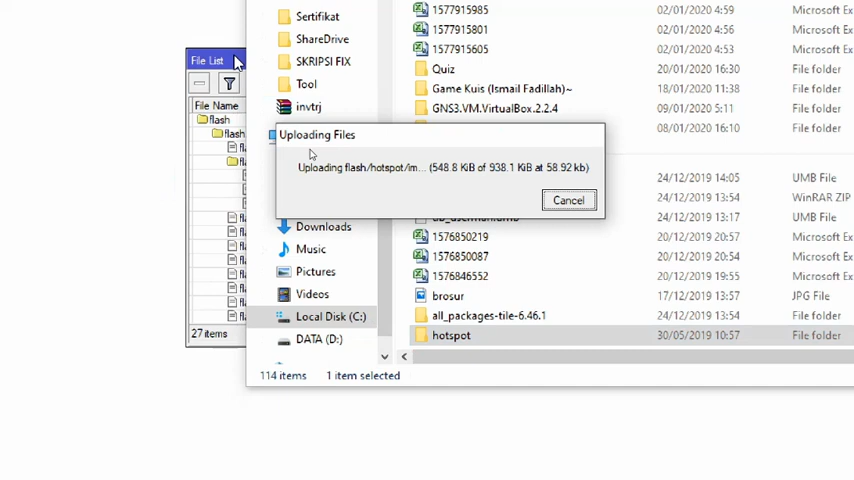 Sertifikat
ShareDrive
SKRIPSI FIX
Tool
invtrj
Downloads
Music
Pictures
Videos
Local Disk (C:)
DATA (D:)
114 items 1 item selected
File List
File Name
flash
flash
27 items
1577915985 02/01/2020 4:59 Microsoft Ex
1577915801 02/01/2020 4:56 Microsoft Ex
1577915605 02/01/2020 4:53 Microsoft Ex
Quiz 20/01/2020 16:30 File folder
Game Kuis (Ismail Fadillah)~ 18/01/2020 11:38 File folder
GNS3.VM.VirtualBox.2.2.4 09/01/2020 5:11 File folder
08/01/2020 16:10 File folder
Uploading Files
Uploading flash/hotspot/im... (548.8 KiB of 938.1 KiB at 58.92 kb)
Cancel
24/12/2019 14:05 UMB File
24/12/2019 13:18 WinRAR ZIP
24/12/2019 13:17 UMB File
1576850219 20/12/2019 20:57 Microsoft Ex
1576850087 20/12/2019 20:54 Microsoft Ex
1576846552 20/12/2019 19:55 Microsoft Ex
brosur 17/12/2019 13:15 JPG File
all_packages-tile-6.46.1 24/12/2019 13:54 File folder
hotspot 30/05/2019 10:57 File folder